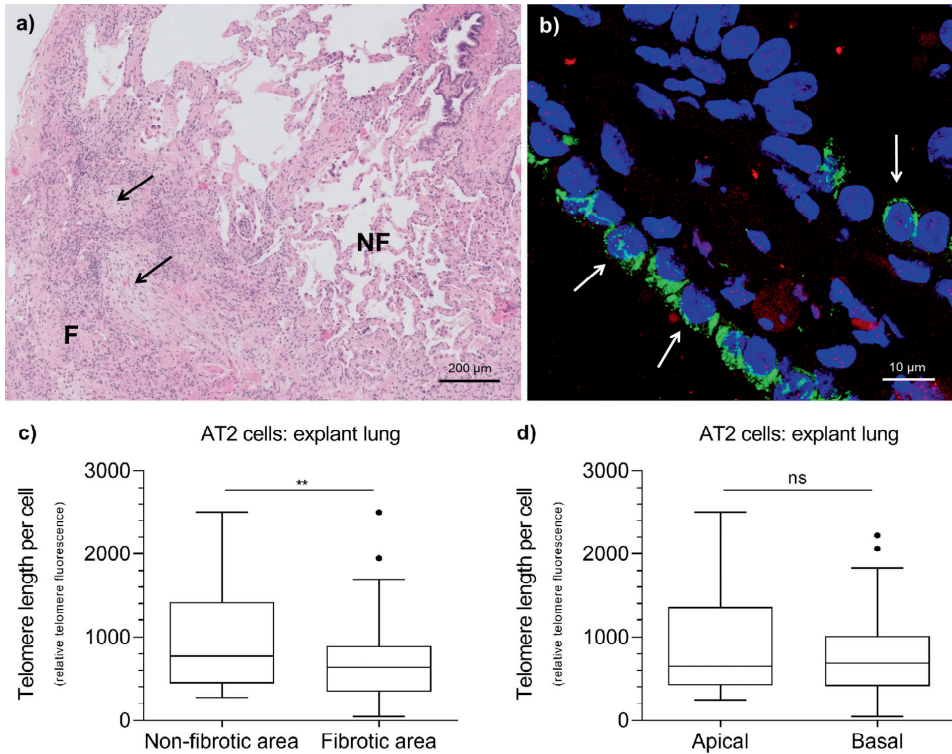 a)
NF
F
200 µm
b)
10 µm
c)
AT2 cells: explant lung
Telomere length per cell
(relative telomere fluorescence)
3000
2000
1000
0
**
Non-fibrotic area
Fibrotic area
d)
AT2 cells: explant lung
Telomere length per cell
(relative telomere fluorescence)
3000
2000
1000
0
ns
Apical
Basal